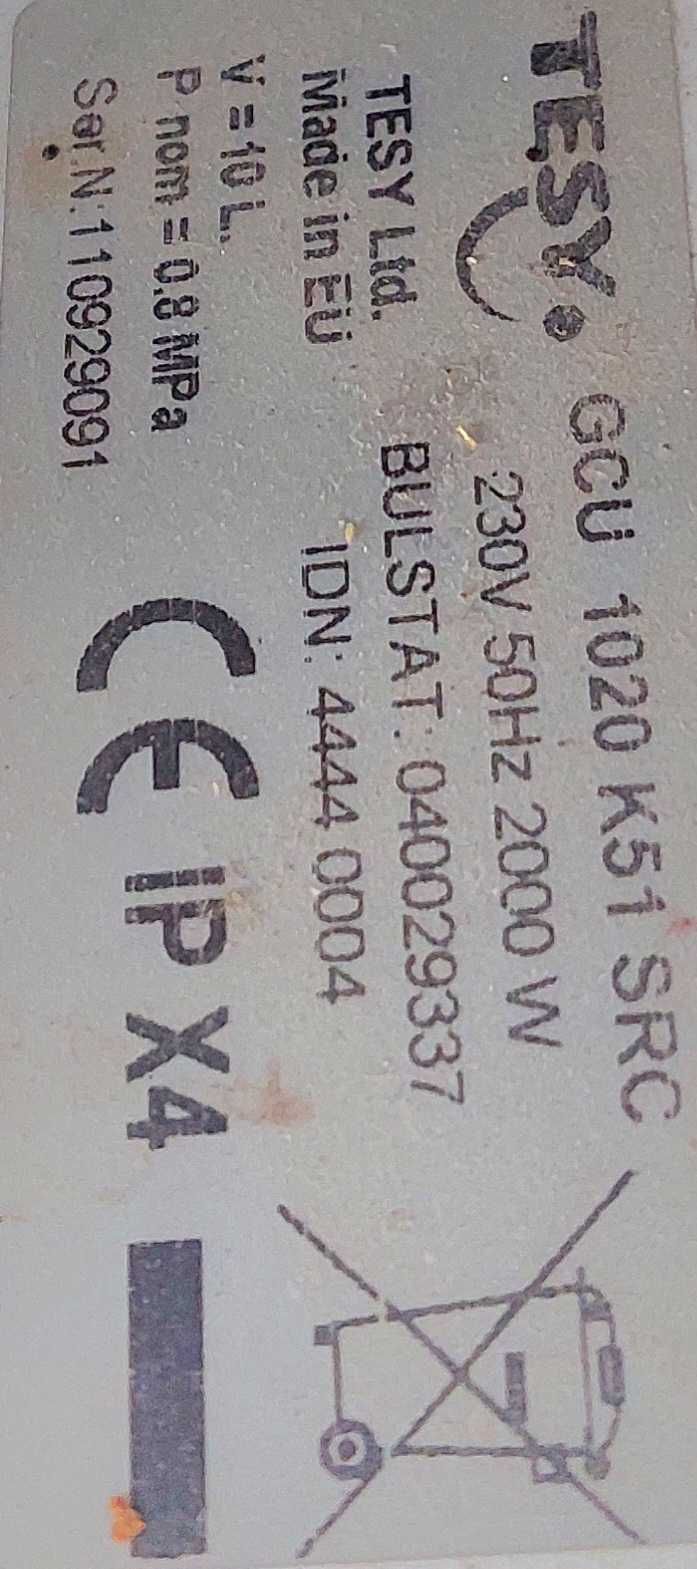 TESY GCU 1020 K51 SRC
230V 50Hz 2000 W
TESY Ltd. BULSTAT: 040029337
Made in EU IDN: 4444 0004
V = 10 L.
P nom = 0.8 MPa
Ser.N:110929091
CE IP X4